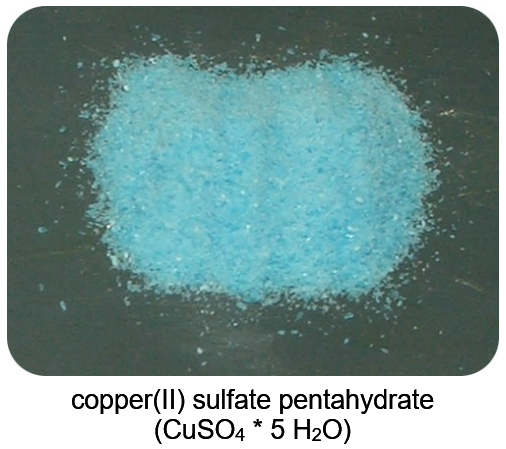 copper(II) sulfate pentahydrate
(CuSO₄ * 5 H₂O)